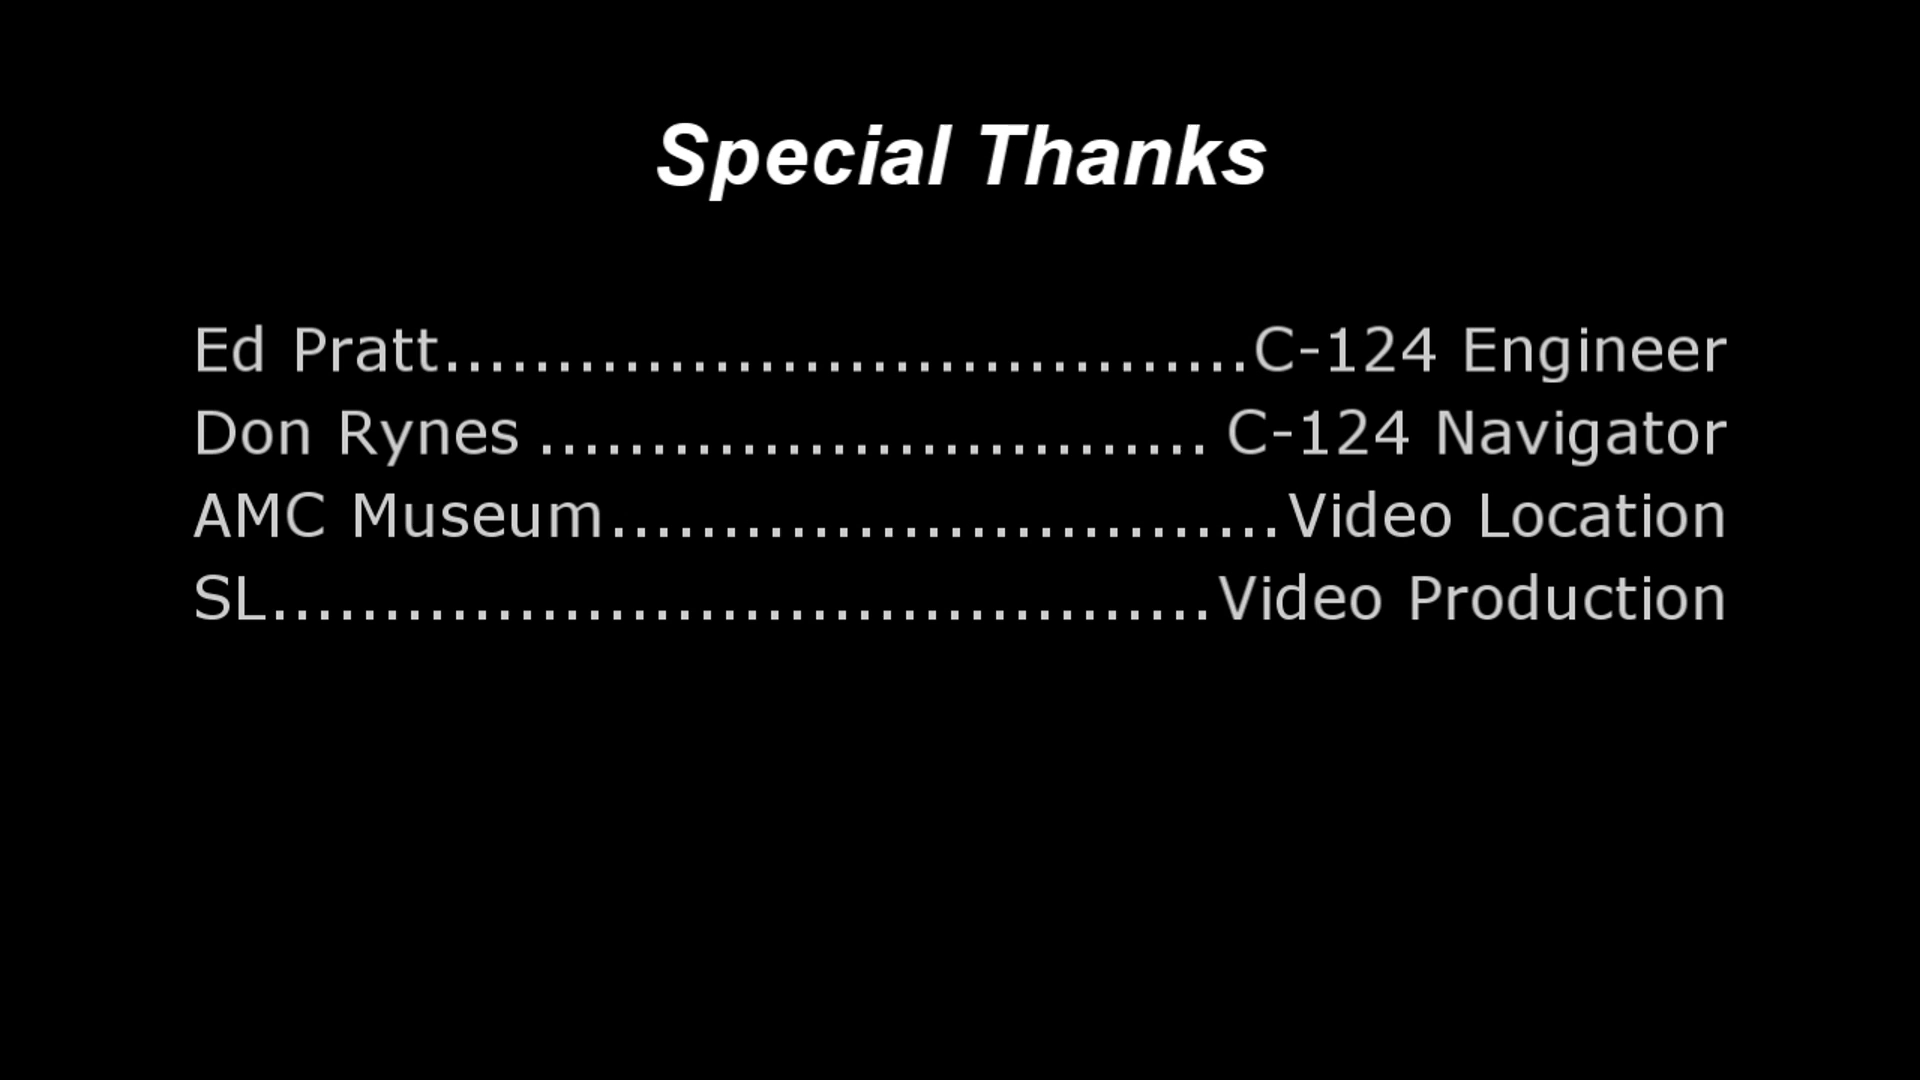 Special Thanks
Ed Pratt....................................C-124 Engineer
Don Rynes .............................. C-124 Navigator
AMC Museum..............................Video Location
SL..........................................Video Production